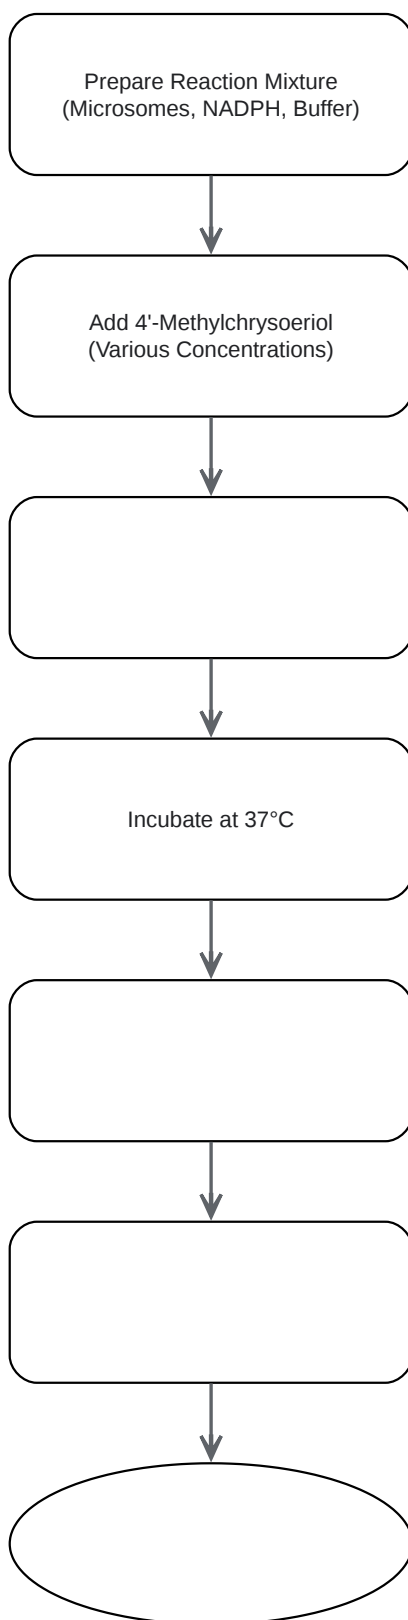 Prepare Reaction Mixture
(Microsomes, NADPH, Buffer)
Add 4'-Methylchrysoeriol
(Various Concentrations)
Incubate at 37°C